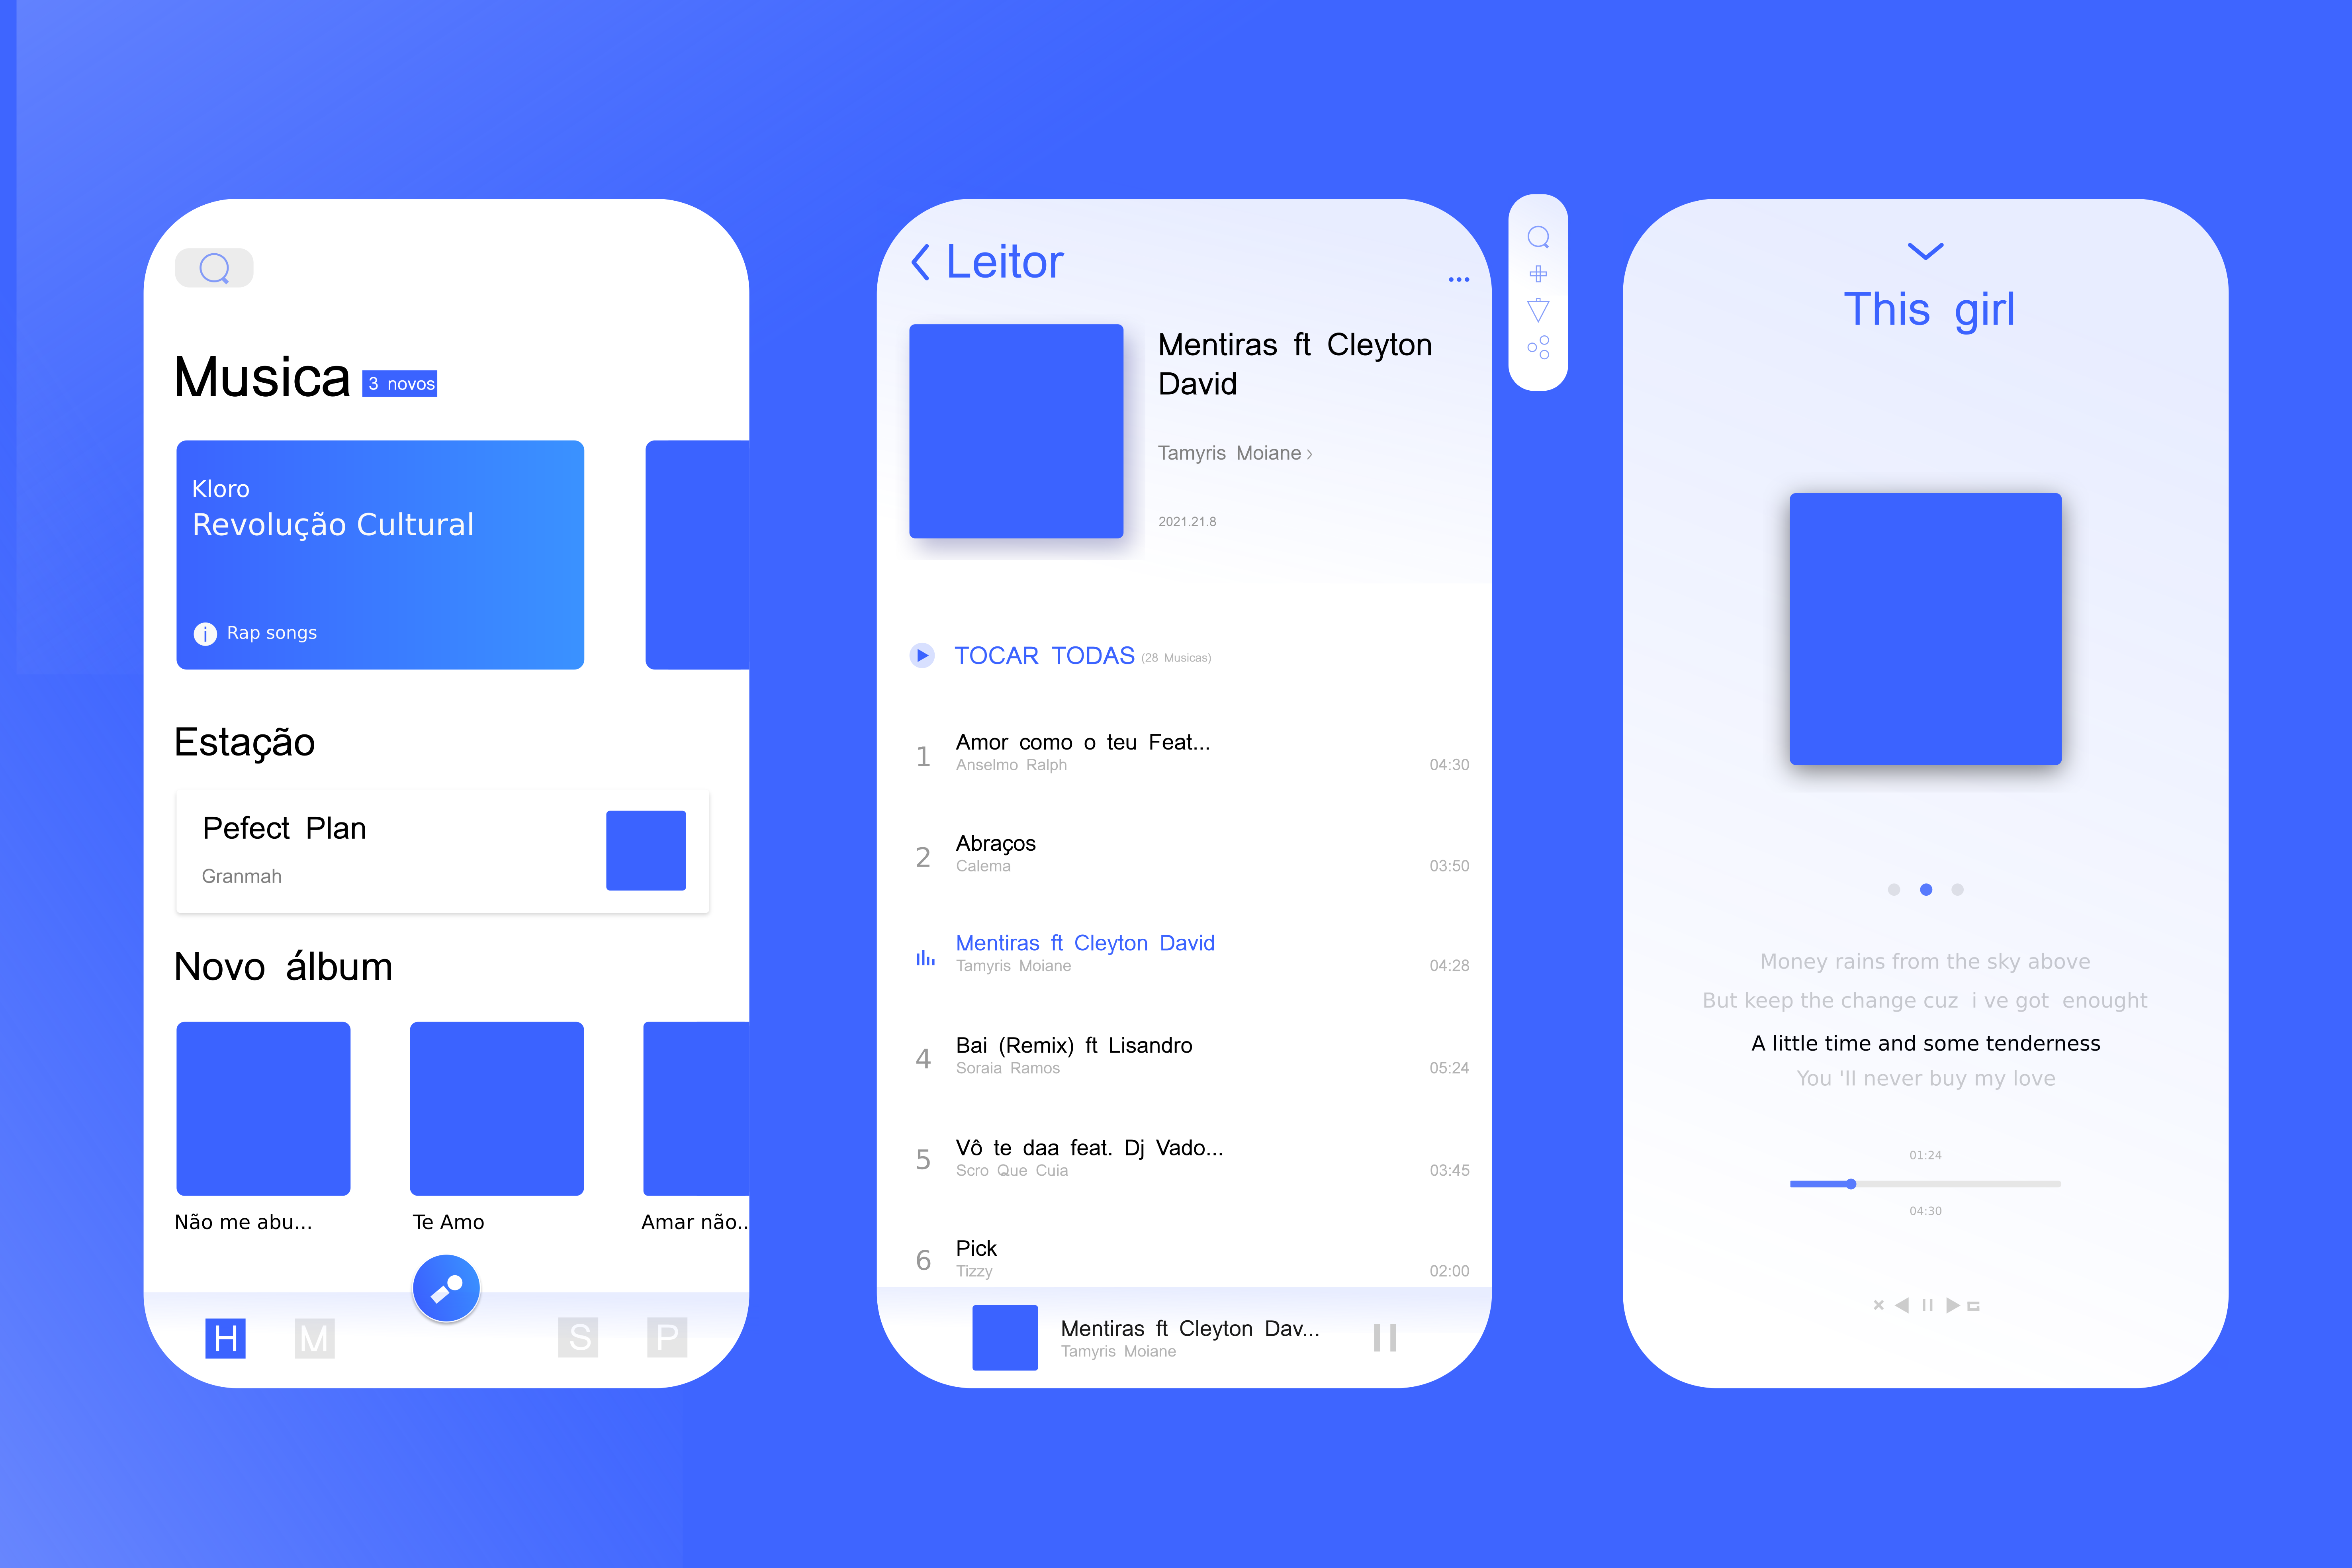 Musica
3 novos
Kloro
Revolução Cultural
i
Rap songs
Estação
Pefect Plan
Granmah
Novo álbum
Não me abu...
Te Amo
Amar não..
H
M
S
P
Leitor
...
Mentiras ft Cleyton
David
Tamyris Moiane
2021.21.8
TOCAR TODAS (28 Musicas)
1
Amor como o teu Feat...
Anselmo Ralph
04:30
2
Abraços
Calema
03:50
Mentiras ft Cleyton David
Tamyris Moiane
04:28
4
Bai (Remix) ft Lisandro
Soraia Ramos
05:24
5
Vô te daa feat. Dj Vado...
Scro Que Cuia
03:45
6
Pick
Tizzy
02:00
Mentiras ft Cleyton Dav...
Tamyris Moiane
This girl
Money rains from the sky above
But keep the change cuz i ve got enought
A little time and some tenderness
You 'll never buy my love
01:24
04:30